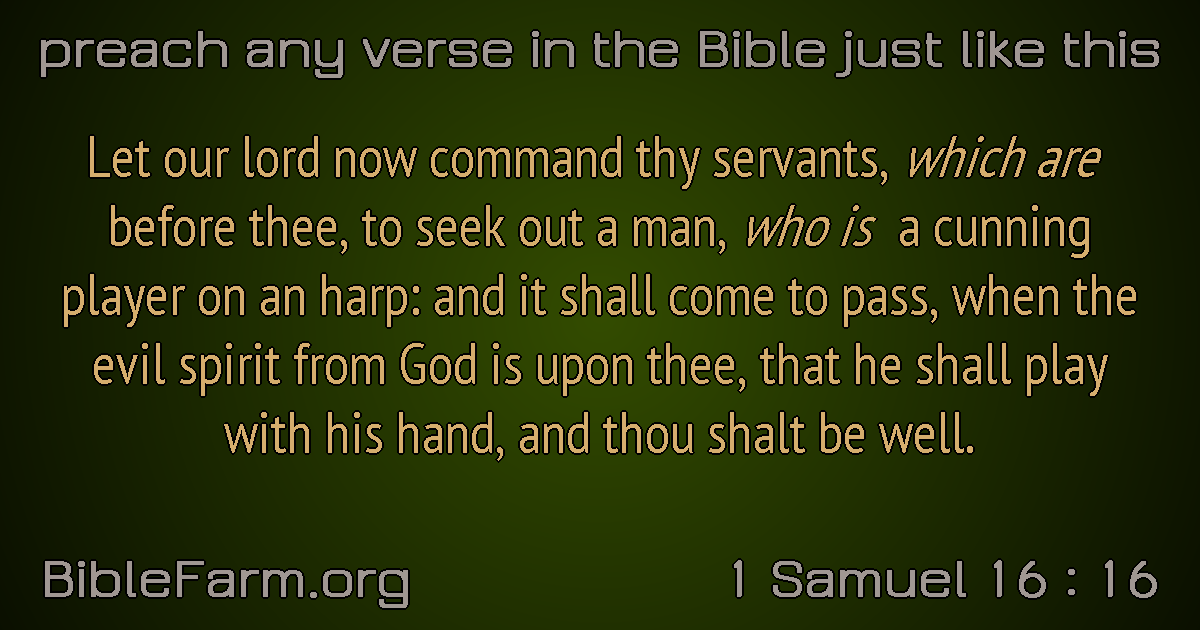 preach any verse in the Bible just like this
Let our lord now command thy servants, which are
before thee, to seek out a man, who is a cunning
player on an harp: and it shall come to pass, when the
evil spirit from God is upon thee, that he shall play
with his hand, and thou shalt be well.
BibleFarm.org
1 Samuel 16 : 16